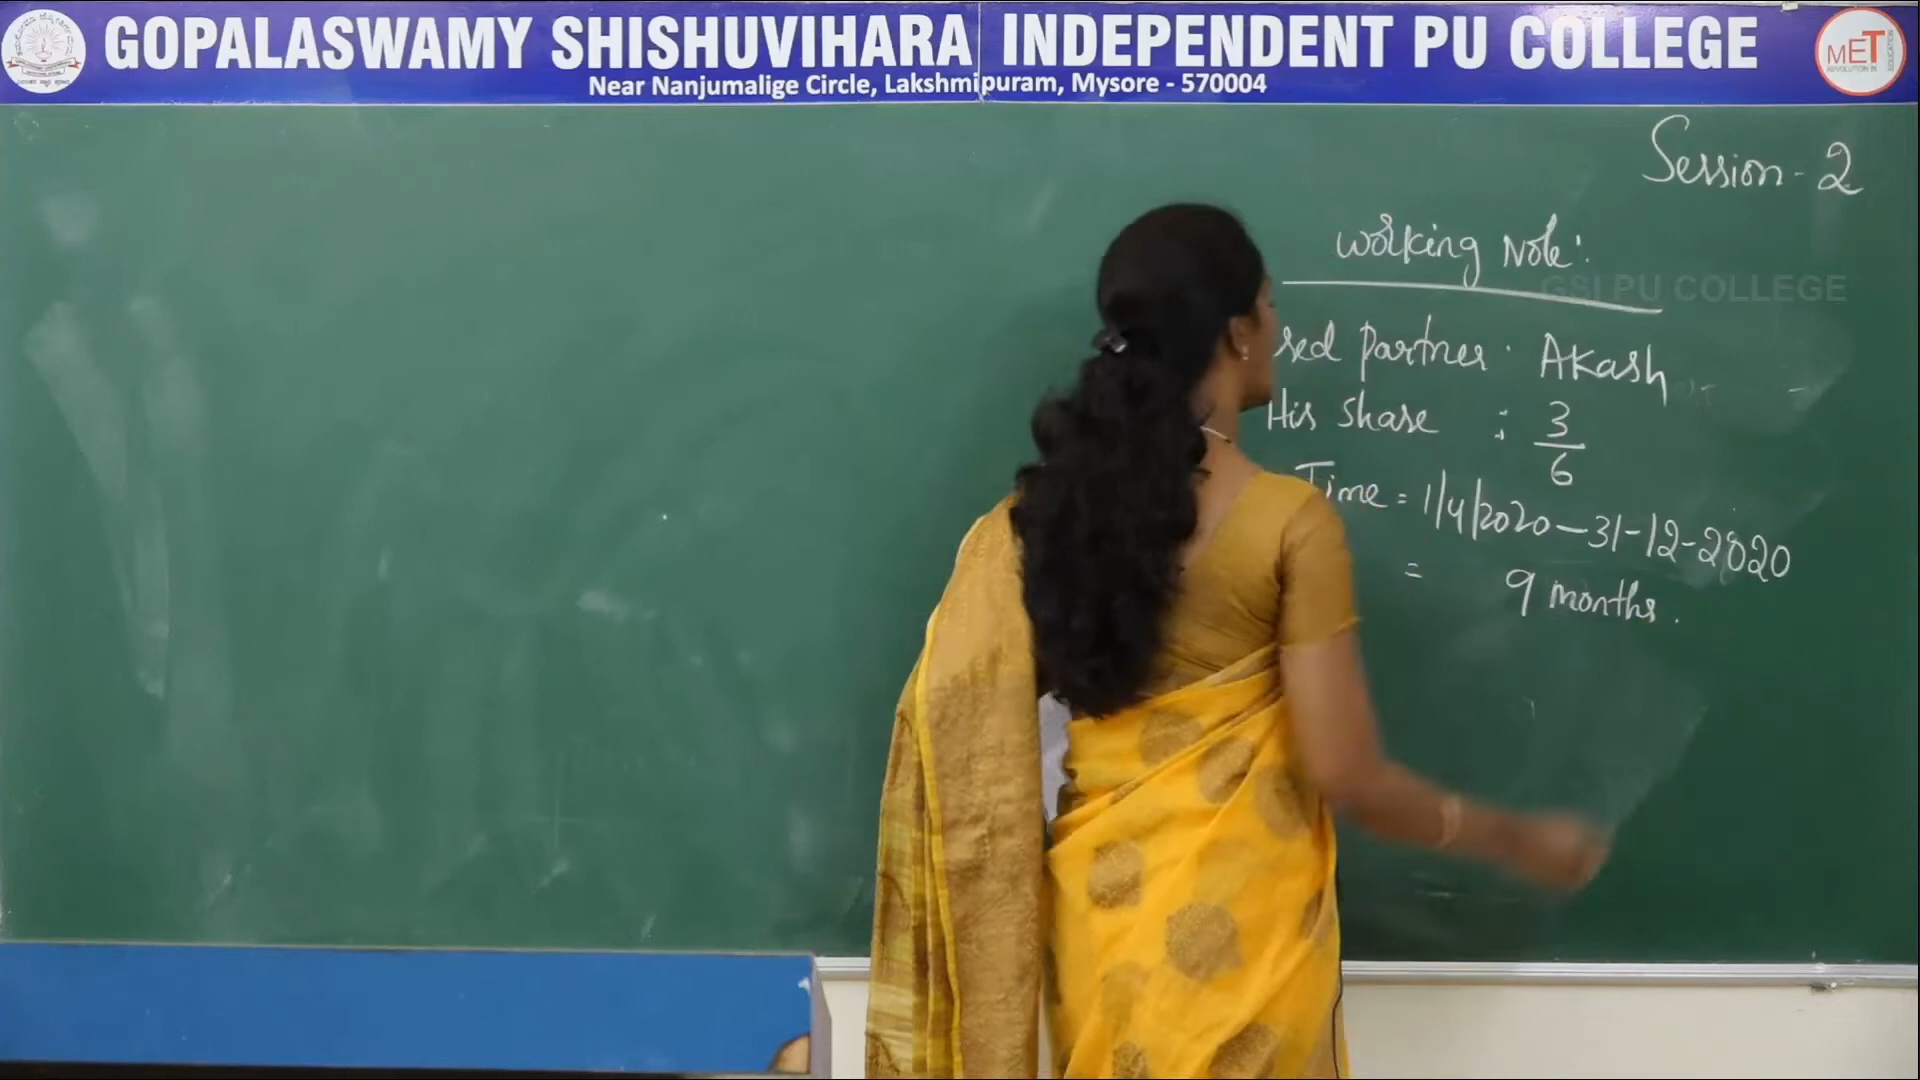 GOPALASWAMY SHISHUVIHARA INDEPENDENT PU COLLEGE
Near Nanjumalige Circle, Lakshmipuram, Mysore - 570004
MET
Session - 2
Working Note:
GSI PU COLLEGE
partner : Akash
His share : 3/6
Time = 1/4/2020 — 31-12-2020
= 9 months.